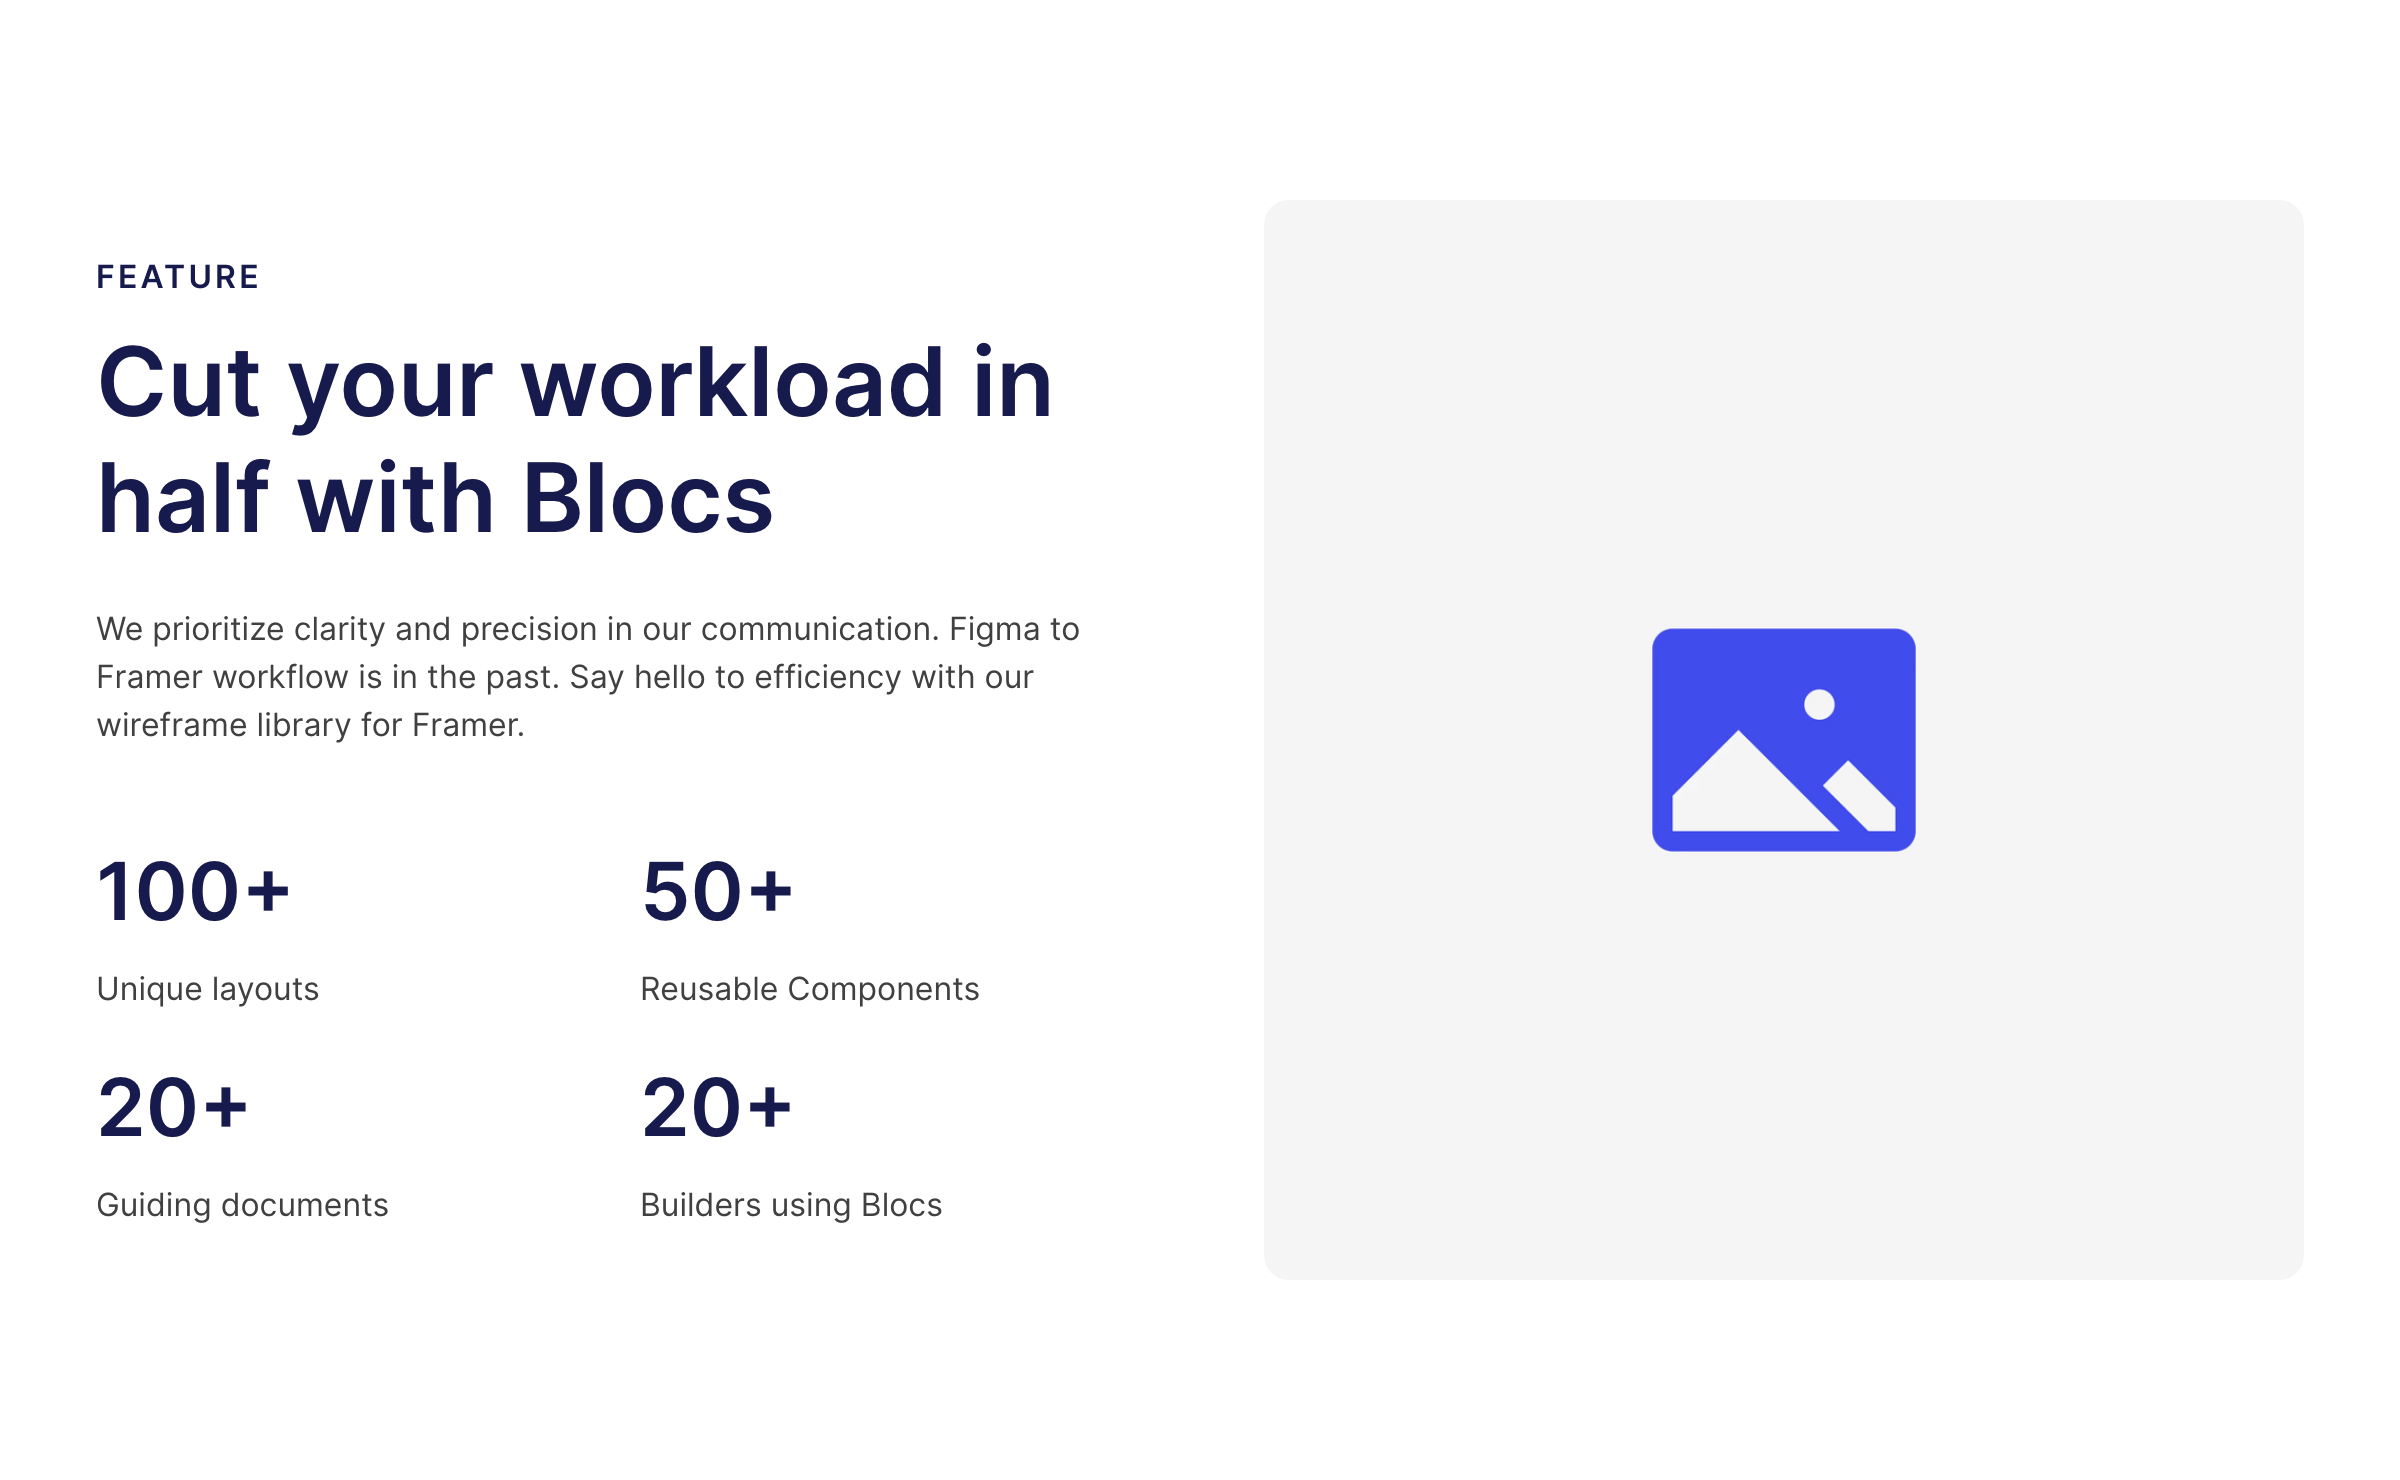 FEATURE
Cut your workload in
half with Blocs
We prioritize clarity and precision in our communication. Figma to
Framer workflow is in the past. Say hello to efficiency with our
wireframe library for Framer.
100+
Unique layouts
50+
Reusable Components
20+
Guiding documents
20+
Builders using Blocs